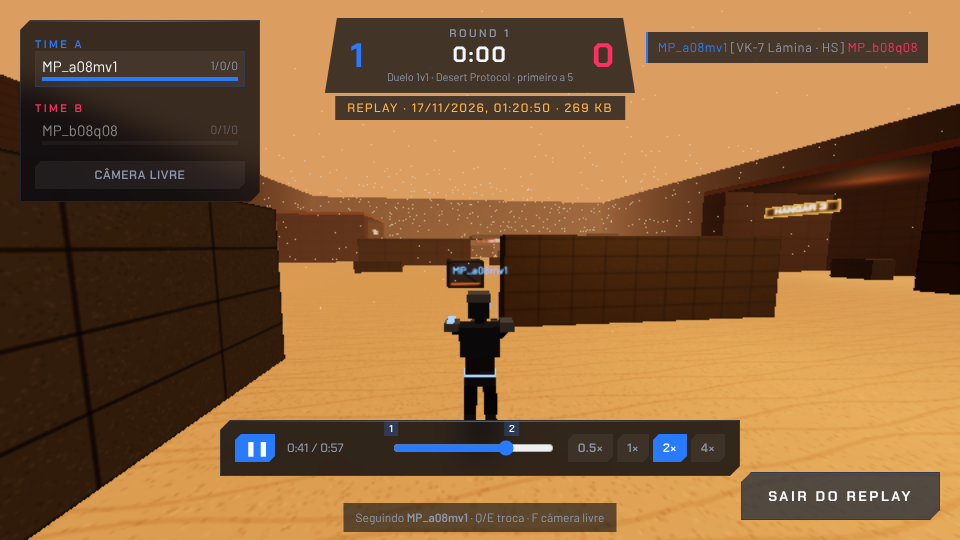 TIME A
MP_a08mv1 1/0/0
TIME B
MP_b08q08 0/1/0
CÂMERA LIVRE
ROUND 1
1 0:00 0
Duelo 1v1 · Desert Protocol · primeiro a 5
REPLAY · 17/11/2026, 01:20:50 · 269 KB
MP_a08mv1 [VK-7 Lâmina · HS] MP_b08q08
HANGAR 3
MP_a08mv1
1 2
0:41 / 0:57 0.5× 1× 2× 4×
SAIR DO REPLAY
Seguindo MP_a08mv1 · Q/E troca · F câmera livre